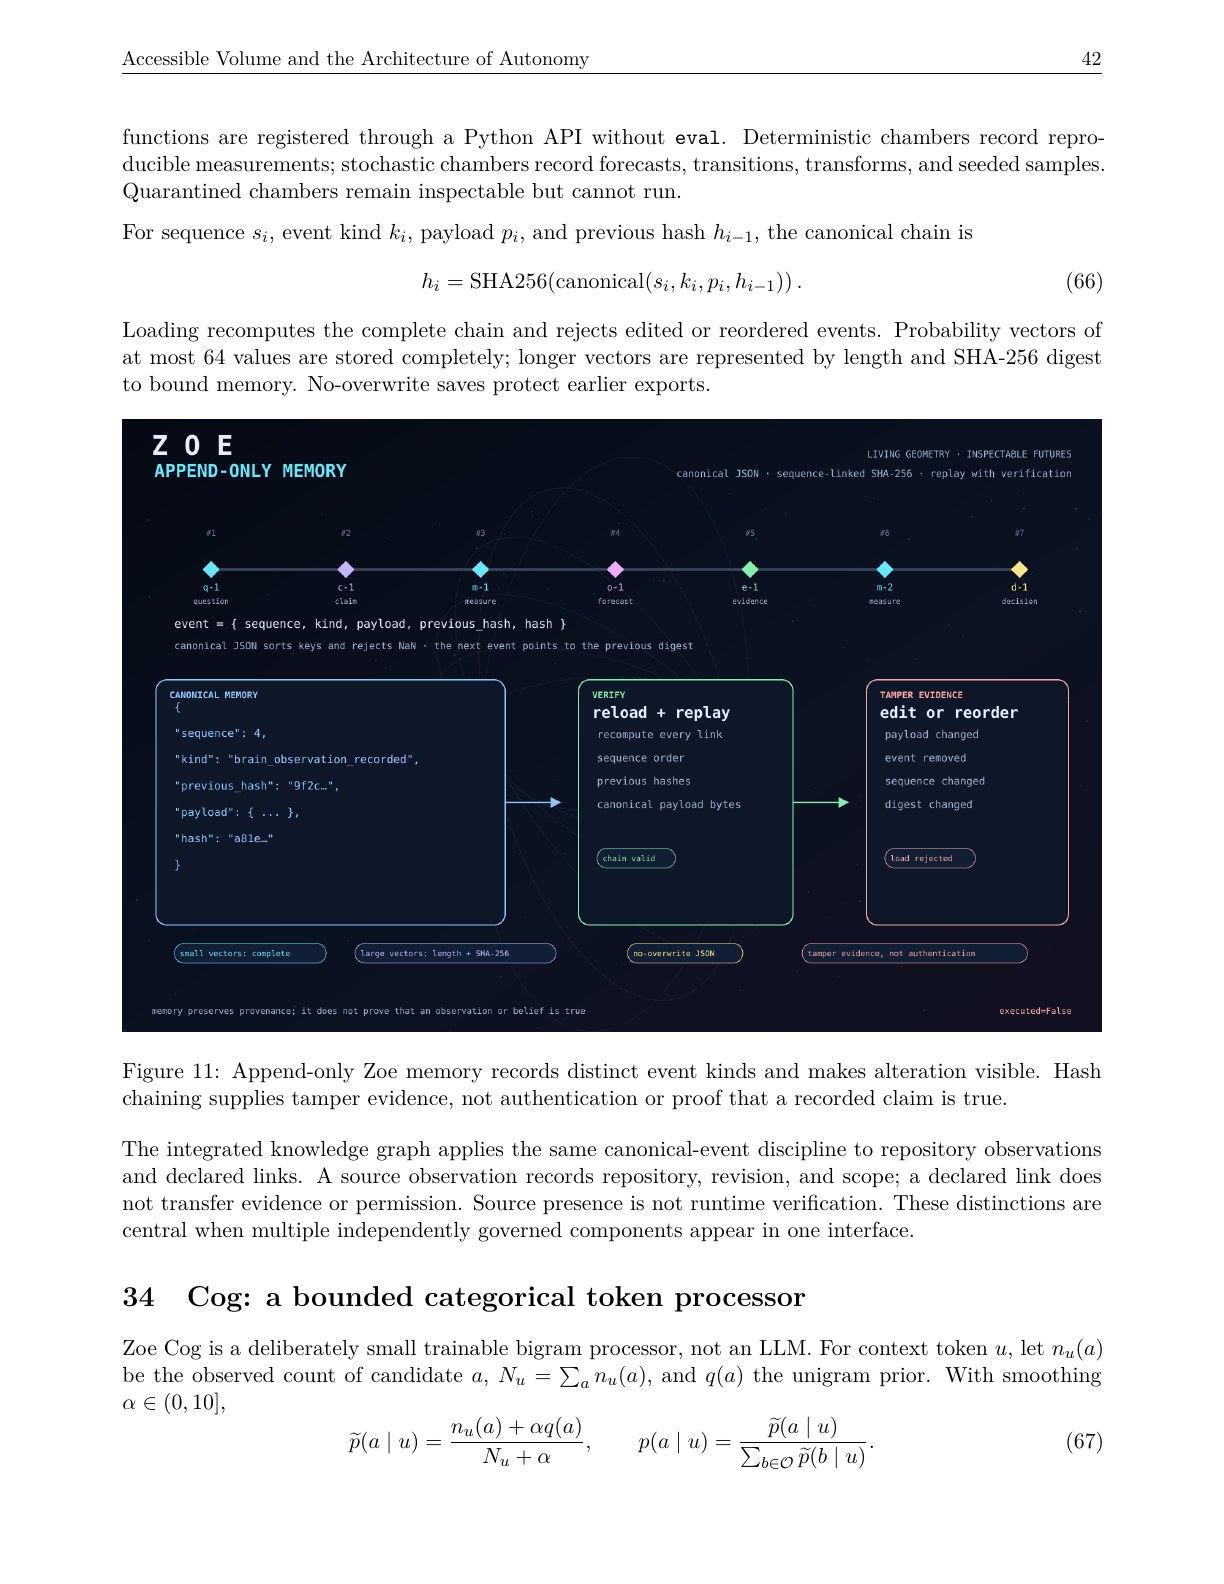 Accessible Volume and the Architecture of Autonomy 42
functions are registered through a Python API without eval. Deterministic chambers record repro-
ducible measurements; stochastic chambers record forecasts, transitions, transforms, and seeded samples.
Quarantined chambers remain inspectable but cannot run.
For sequence sᵢ, event kind kᵢ, payload pᵢ, and previous hash hᵢ₋₁, the canonical chain is
hᵢ = SHA256(canonical(sᵢ, kᵢ, pᵢ, hᵢ₋₁)) . (66)
Loading recomputes the complete chain and rejects edited or reordered events. Probability vectors of
at most 64 values are stored completely; longer vectors are represented by length and SHA-256 digest
to bound memory. No-overwrite saves protect earlier exports.
Z O E
APPEND-ONLY MEMORY
LIVING GEOMETRY · INSPECTABLE FUTURES
canonical JSON · sequence-linked SHA-256 · replay with verification
#1 #2 #3 #4 #5 #6 #7
q-1 c-1 m-1 o-1 e-1 m-2 d-1
question claim measure forecast evidence measure decision
event = { sequence, kind, payload, previous_hash, hash }
canonical JSON sorts keys and rejects NaN · the next event points to the previous digest
CANONICAL MEMORY
{
"sequence": 4,
"kind": "brain_observation_recorded",
"previous_hash": "9f2c…",
"payload": { ... },
"hash": "a81e…"
}
VERIFY
reload + replay
recompute every link
sequence order
previous hashes
canonical payload bytes
chain valid
TAMPER EVIDENCE
edit or reorder
payload changed
event removed
sequence changed
digest changed
load rejected
small vectors: complete
large vectors: length + SHA-256
no-overwrite JSON
tamper evidence, not authentication
memory preserves provenance; it does not prove that an observation or belief is true
executed=False
Figure 11: Append-only Zoe memory records distinct event kinds and makes alteration visible. Hash
chaining supplies tamper evidence, not authentication or proof that a recorded claim is true.
The integrated knowledge graph applies the same canonical-event discipline to repository observations
and declared links. A source observation records repository, revision, and scope; a declared link does
not transfer evidence or permission. Source presence is not runtime verification. These distinctions are
central when multiple independently governed components appear in one interface.
34 Cog: a bounded categorical token processor
Zoe Cog is a deliberately small trainable bigram processor, not an LLM. For context token u, let nᵤ(a)
be the observed count of candidate a, Nᵤ = ∑ₐ nᵤ(a), and q(a) the unigram prior. With smoothing
α ∈ (0, 10],
p̃(a | u) = (nᵤ(a) + αq(a)) / (Nᵤ + α), p(a | u) = p̃(a | u) / ∑_{b∈𝒪} p̃(b | u). (67)